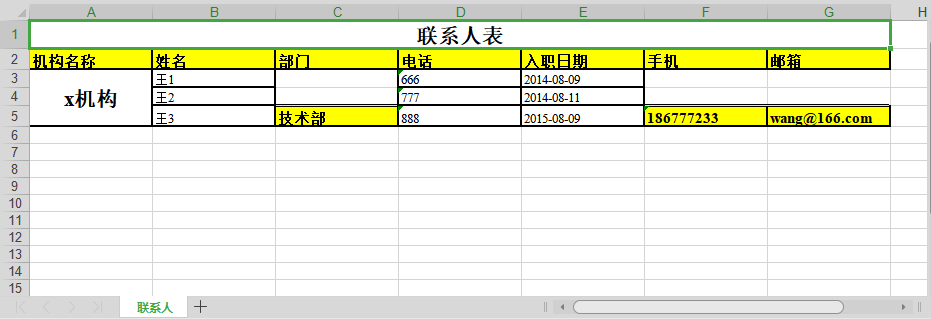 A B C D E F G H
1 联系人表
2 机构名称 姓名 部门 电话 入职日期 手机 邮箱
3 王1 666 2014-08-09
x机构
4 王2 777 2014-08-11
5 王3 技术部 888 2015-08-09 186777233 wang@166.com
6
7
8
9
10
11
12
13
14
15
联系人